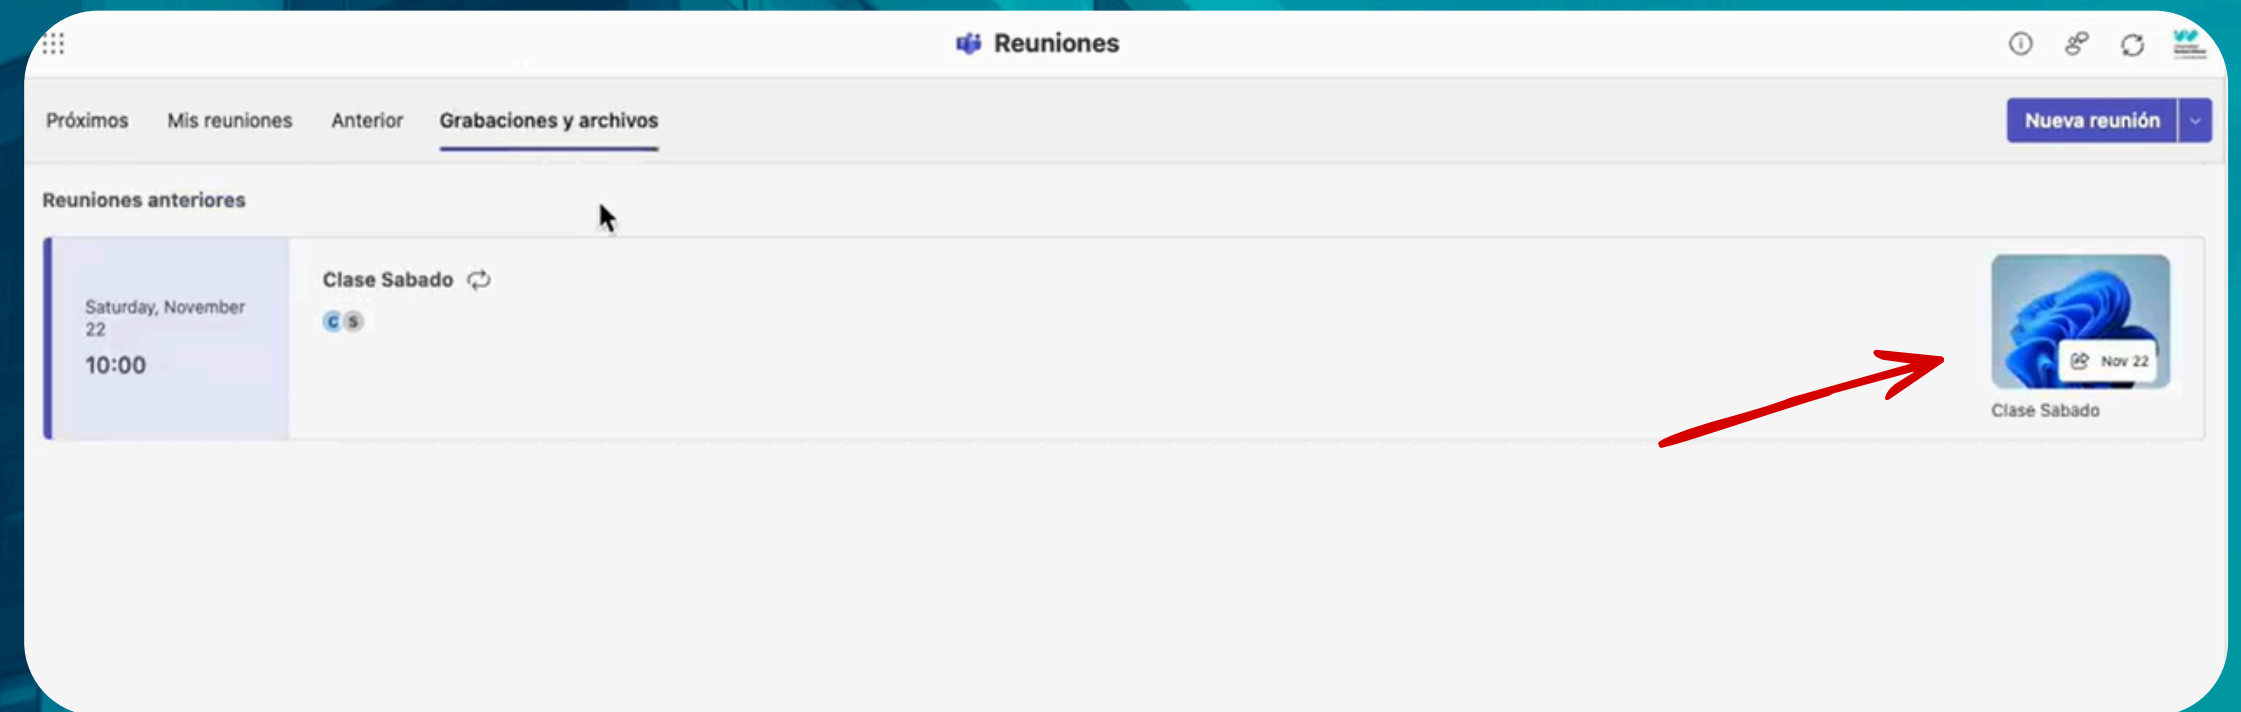 Reuniones
Próximos Mis reuniones Anterior Grabaciones y archivos Nueva reunión
Reuniones anteriores
Saturday, November
22
10:00
Clase Sabado
C S
Nov 22
Clase Sabado